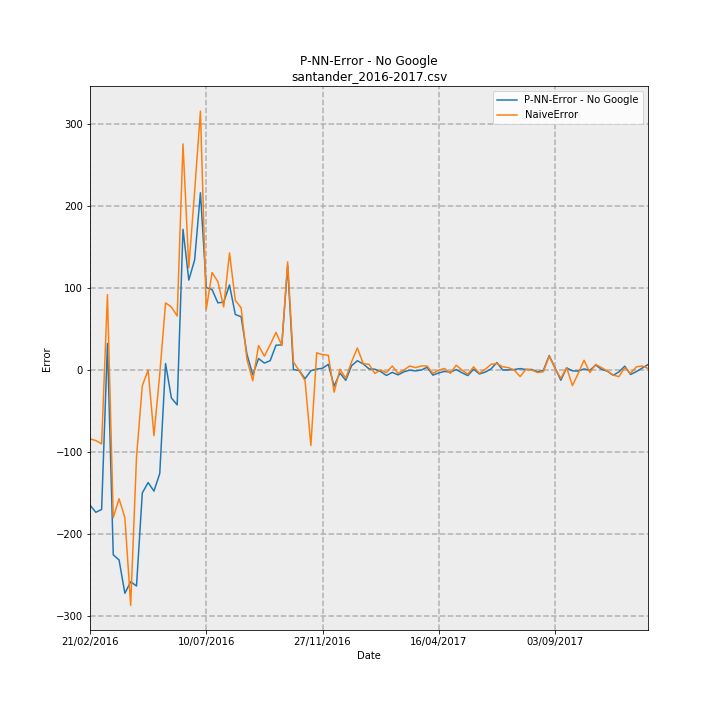 P-NN-Error - No Google
santander_2016-2017.csv
P-NN-Error - No Google
NaiveError
300
200
100
0
−100
−200
−300
Error
21/02/2016
10/07/2016
27/11/2016
16/04/2017
03/09/2017
Date